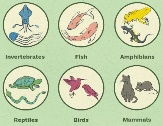 Invertebrates
Fish
Amphibians
Reptiles
Birds
Mammals